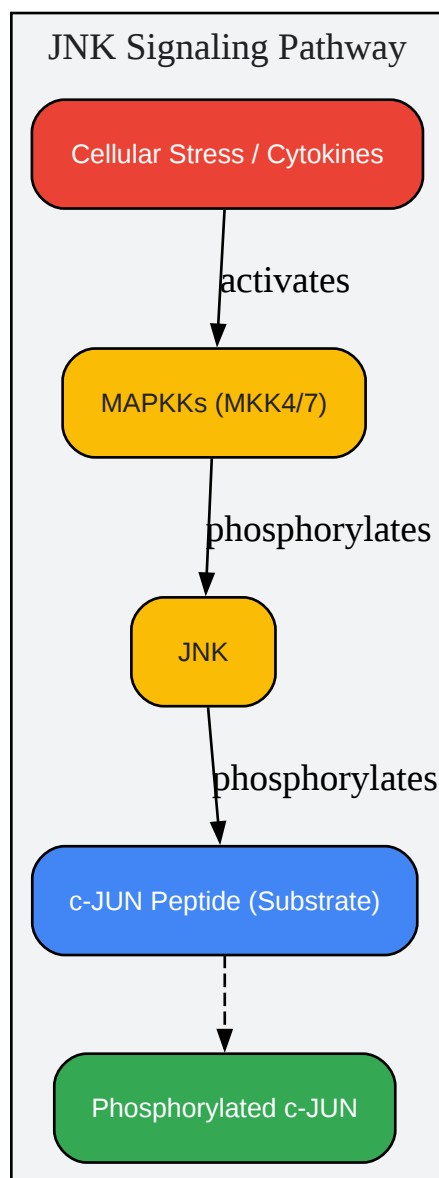 JNK Signaling Pathway
Cellular Stress / Cytokines
activates
MAPKKs (MKK4/7)
phosphorylates
JNK
phosphorylates
c-JUN Peptide (Substrate)
Phosphorylated c-JUN